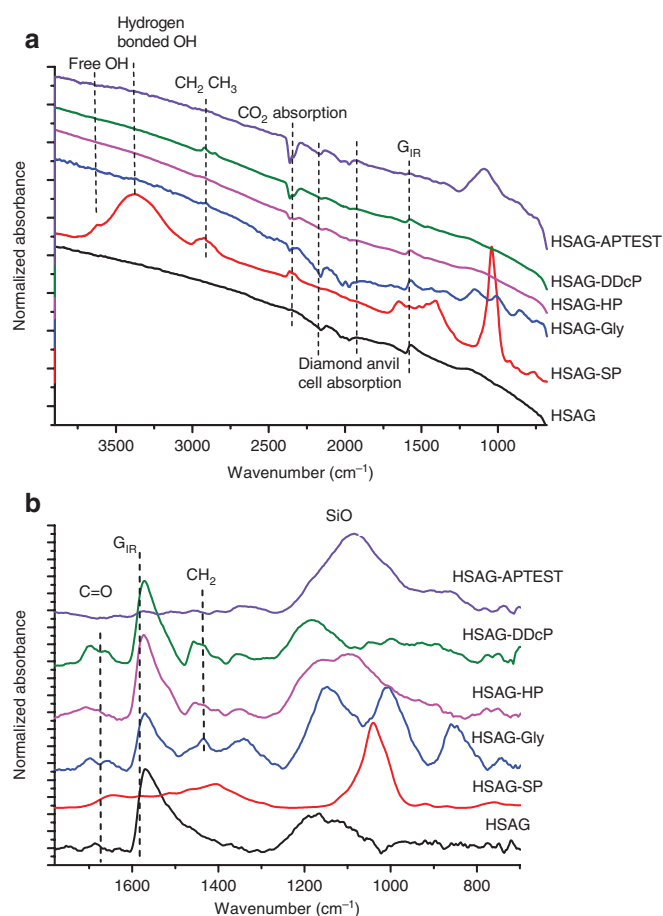 a
Hydrogen
bonded OH
Free OH
CH2 CH3
CO2 absorption
GIR
HSAG-APTEST
HSAG-DDcP
HSAG-HP
HSAG-Gly
HSAG-SP
HSAG
Diamond anvil
cell absorption
Normalized absorbance
3500 3000 2500 2000 1500 1000
Wavenumber (cm–1)
b
SiO
GIR
C=O
CH2
HSAG-APTEST
HSAG-DDcP
HSAG-HP
HSAG-Gly
HSAG-SP
HSAG
Normalized absorbance
1600 1400 1200 1000 800
Wavenumber (cm–1)